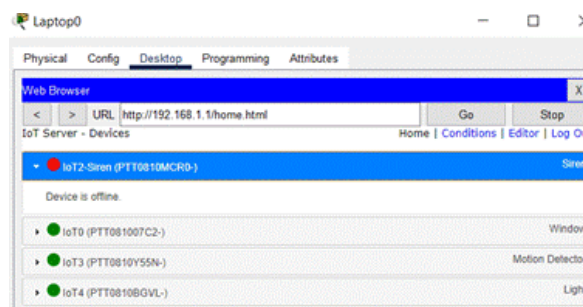 Laptop0
Physical Config Desktop Programming Attributes
Web Browser X
< > URL http://192.168.1.1/home.html Go Stop
IoT Server - Devices Home | Conditions | Editor | Log O
IoT2-Siren (PTT0810MCR0-) Siren
Device is offline.
IoT0 (PTT081007C2-) Window
IoT3 (PTT0810Y55N-) Motion Detecto
IoT4 (PTT0810BGVL-) Ligh